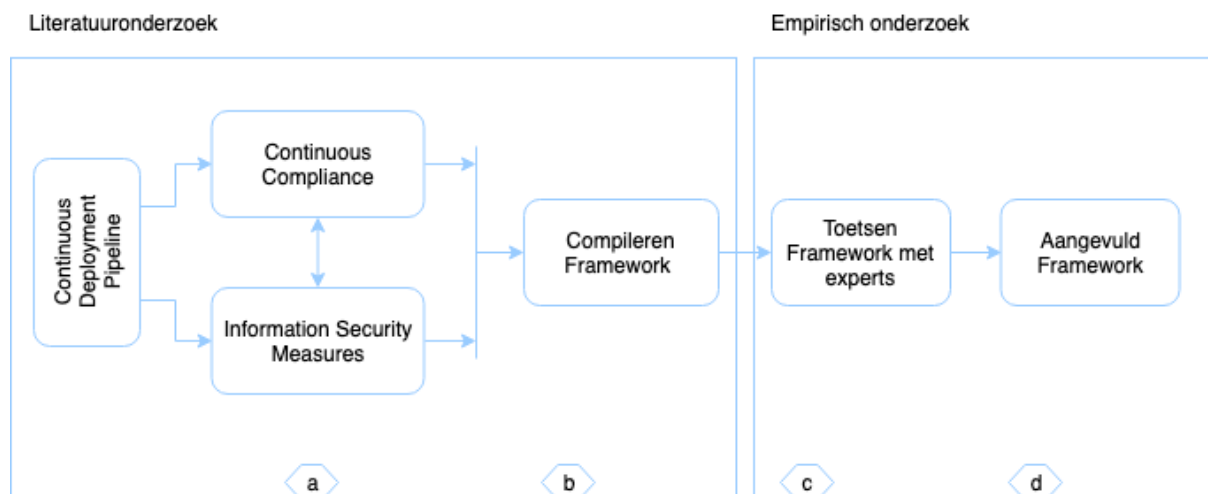 Literatuuronderzoek
Empirisch onderzoek
Continuous
Deployment
Pipeline
Continuous
Compliance
Information Security
Measures
Compileren
Framework
Toetsen
Framework met
experts
Aangevuld
Framework
a
b
c
d